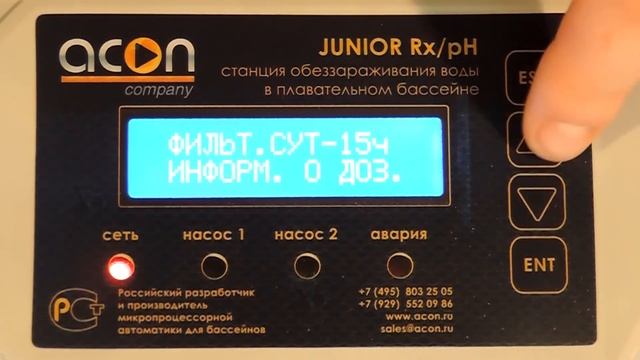 acon
company
JUNIOR Rx/pH
станция обеззараживания воды
в плавательном бассейне
ФИЛЬТ.СУТ-15ч
ИНФОРМ. О ДОЗ.
сеть
насос 1
насос 2
авария
ENT
РСт
Российский разработчик
и производитель
микропроцессорной
автоматики для бассейнов
+7 (495) 803 25 05
+7 (929) 552 09 86
www.acon.ru
sales@acon.ru